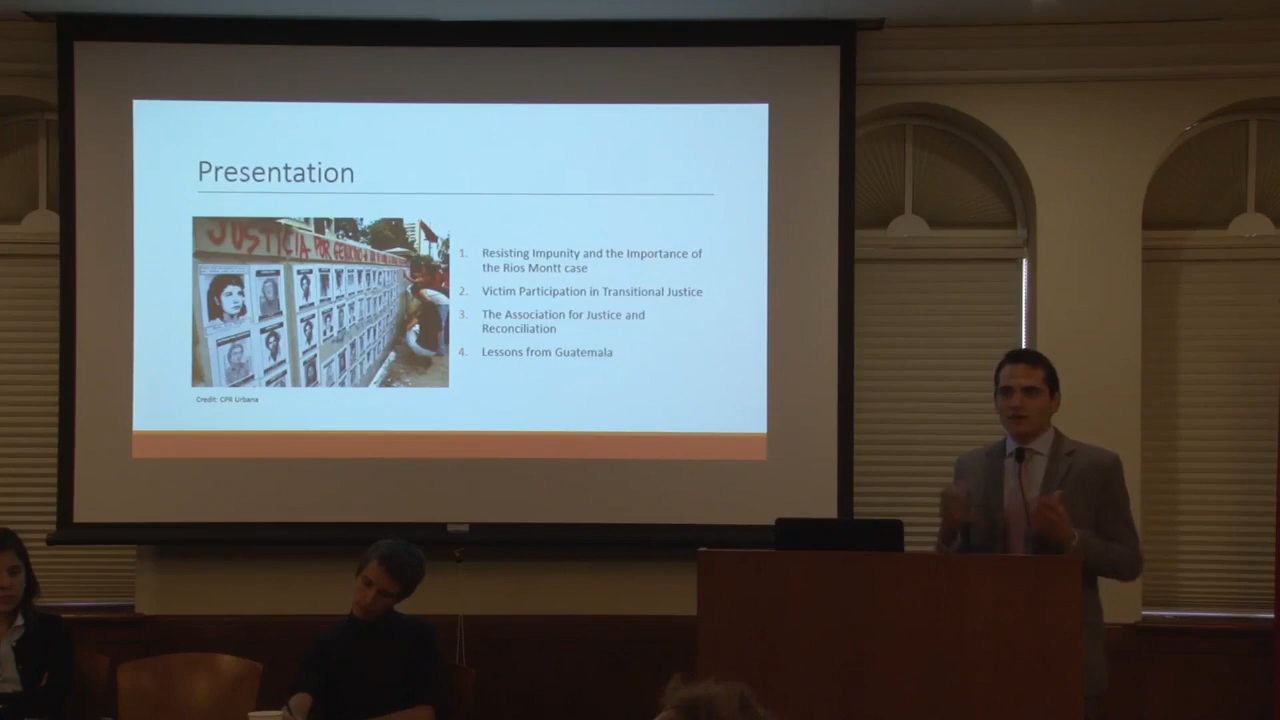 Presentation
JUSTICIA POR GENOCIDIO
1. Resisting Impunity and the Importance of
the Rios Montt case
2. Victim Participation in Transitional Justice
3. The Association for Justice and
Reconciliation
4. Lessons from Guatemala
Credit: CPR Urbana